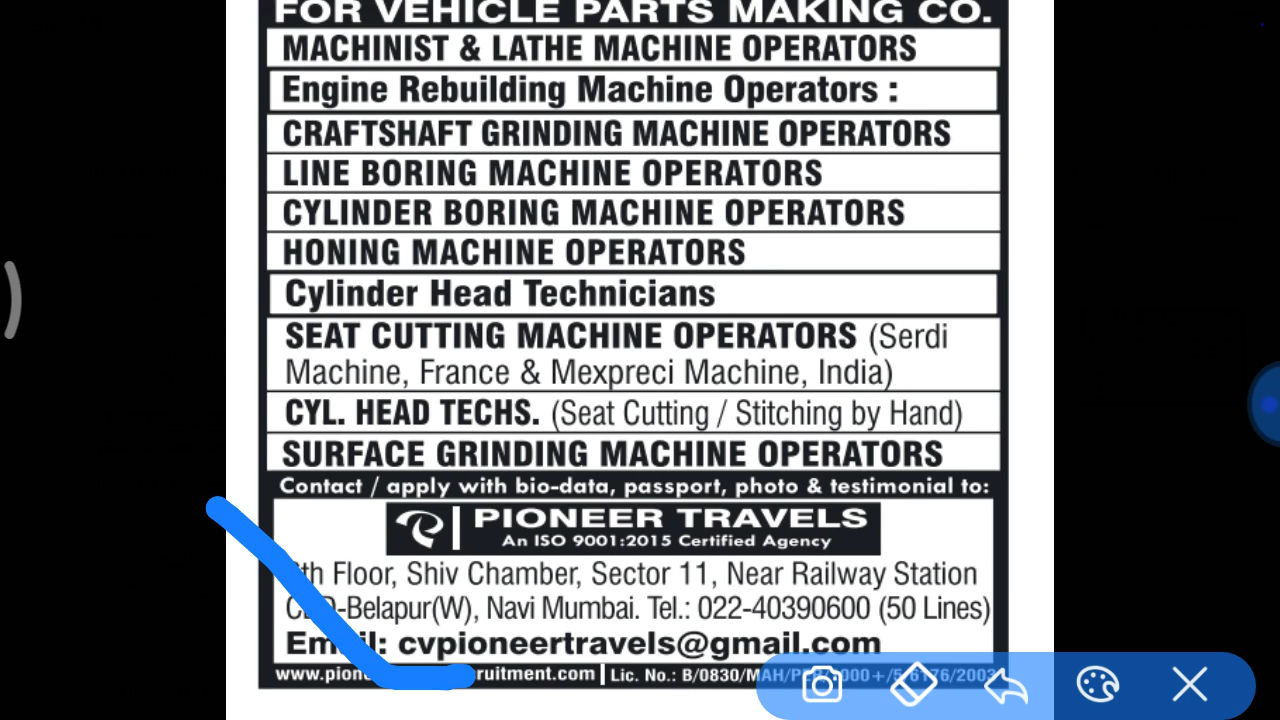 FOR VEHICLE PARTS MAKING CO.
MACHINIST & LATHE MACHINE OPERATORS
Engine Rebuilding Machine Operators :
CRAFTSHAFT GRINDING MACHINE OPERATORS
LINE BORING MACHINE OPERATORS
CYLINDER BORING MACHINE OPERATORS
HONING MACHINE OPERATORS
Cylinder Head Technicians
SEAT CUTTING MACHINE OPERATORS (Serdi
Machine, France & Mexpreci Machine, India)
CYL. HEAD TECHS. (Seat Cutting / Stitching by Hand)
SURFACE GRINDING MACHINE OPERATORS
Contact / apply with bio-data, passport, photo & testimonial to:
PIONEER TRAVELS
An ISO 9001:2015 Certified Agency
Floor, Shiv Chamber, Sector 11, Near Railway Station
Belapur(W), Navi Mumbai. Tel.: 022-40390600 (50 Lines)
Email: cvpioneertravels@gmail.com
Lic. No.: